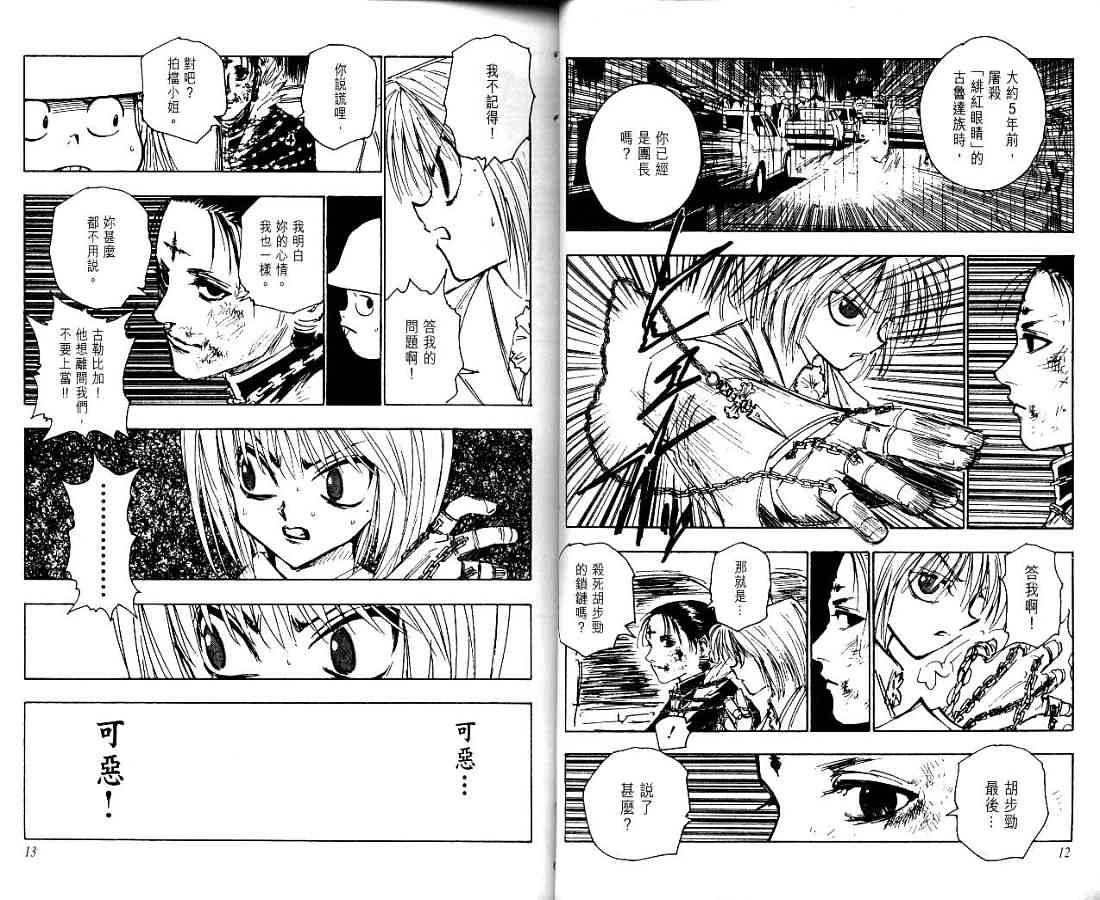 大約5年前，
屠殺
「緋紅眼睛」的
古魯達族時，
你已經
是團長
嗎？
答我啊！
那就是…
殺死胡步勁
的鎖鏈嗎？
！
胡步勁
最後…
說了
甚麼？
12
我不記得！
答我的
問題啊！
你說謊哩，
對吧？
拍檔小姐。
我明白
妳的心情。
我也一樣。
妳甚麼
都不用說。
古勒比加！
他想離間我們，
不要上當!!
…………
可惡…
可惡！
13